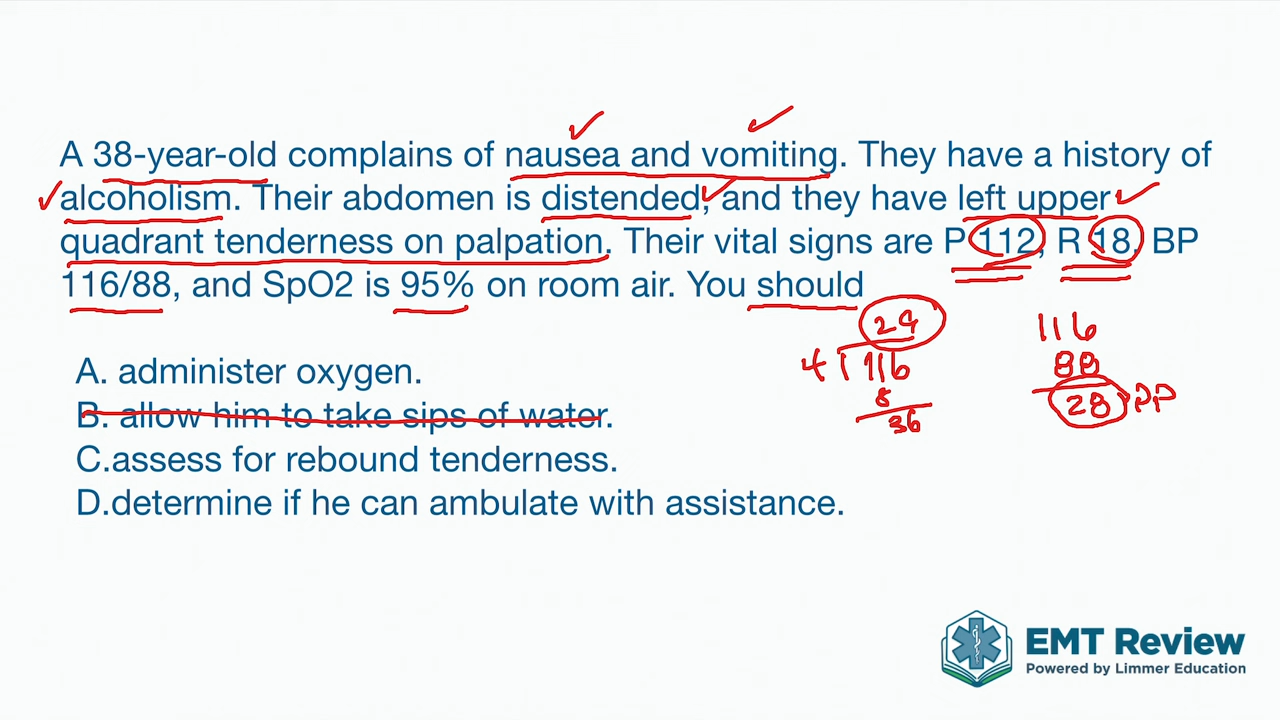 A 38-year-old complains of nausea and vomiting. They have a history of
alcoholism. Their abdomen is distended, and they have left upper
quadrant tenderness on palpation. Their vital signs are P 112, R 18, BP
116/88, and SpO2 is 95% on room air. You should
29
4 116
8
36
116
88
28 PP
A. administer oxygen.
B. allow him to take sips of water.
C.assess for rebound tenderness.
D.determine if he can ambulate with assistance.
EMT Review
Powered by Limmer Education